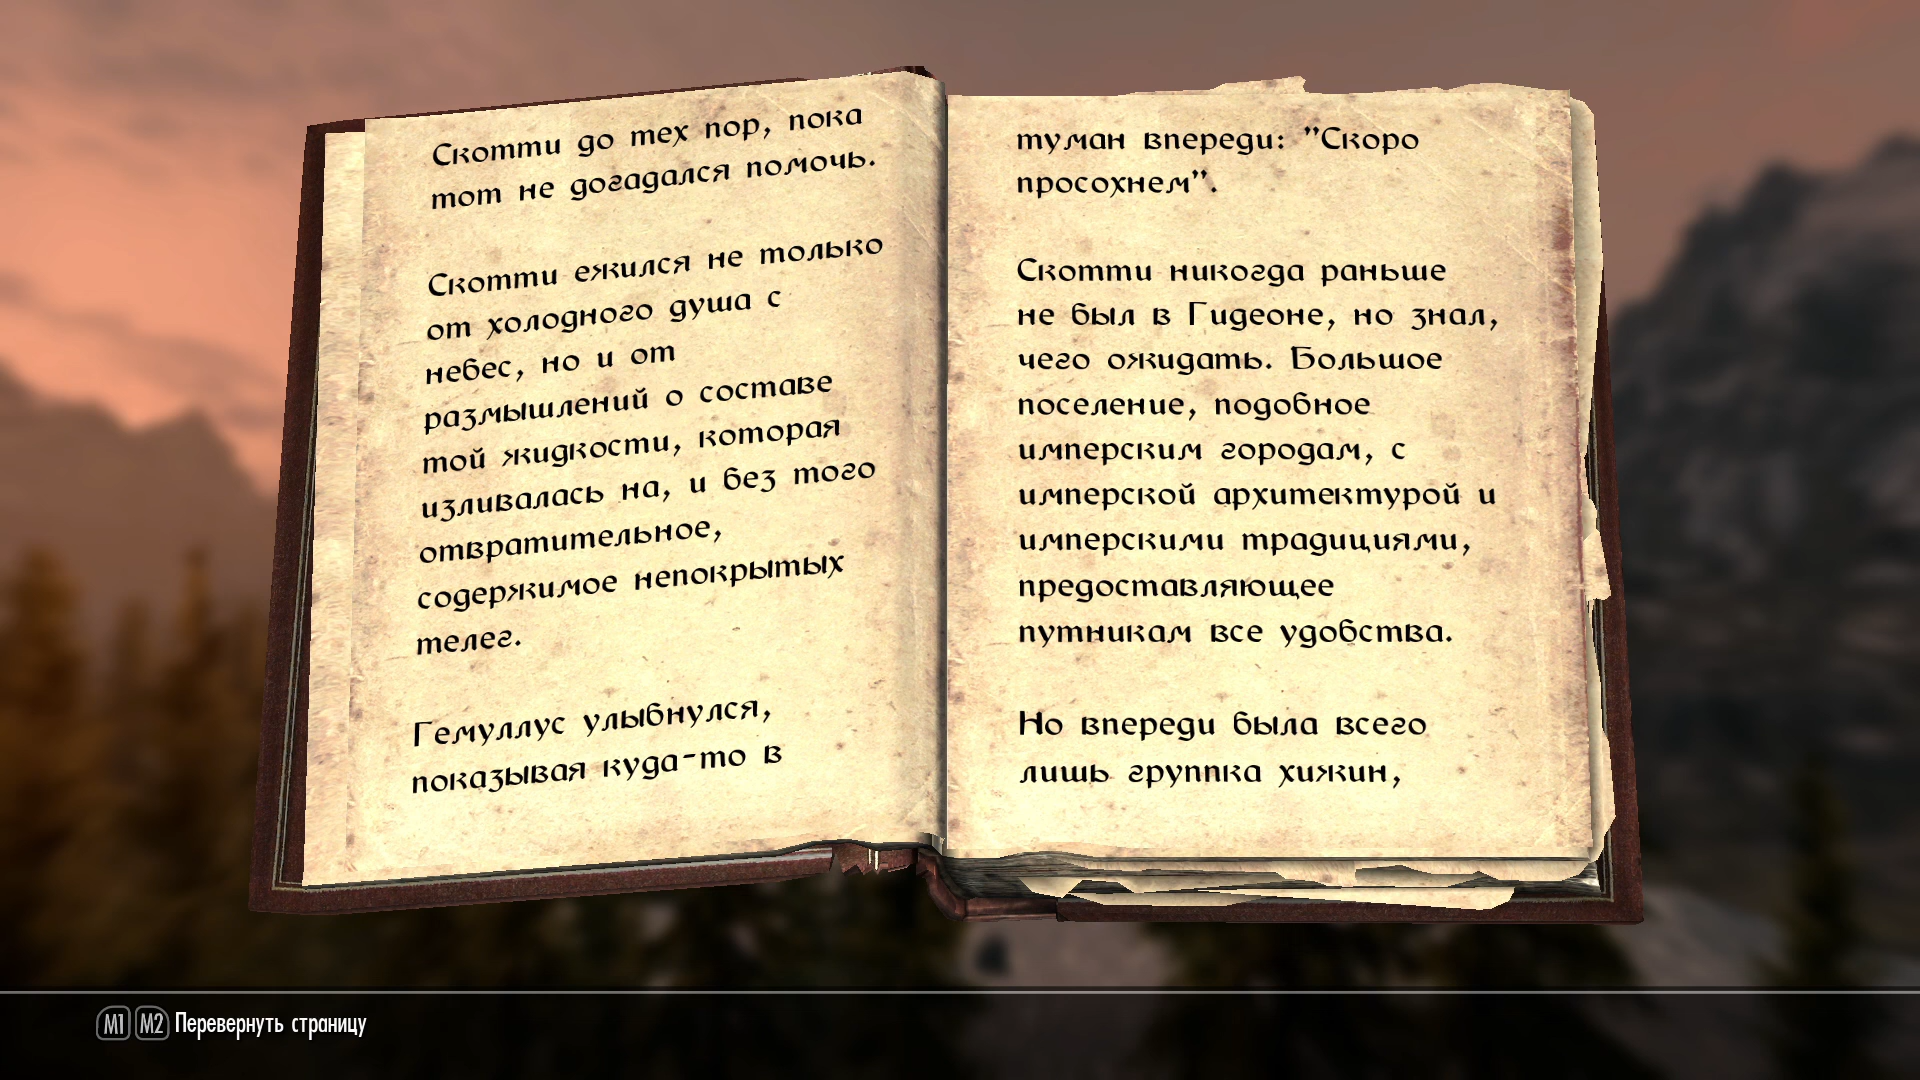 Скотти до тех пор, пока
тот не догадался помочь.
Скотти ежился не только
от холодного душа с
небес, но и от
размышлений о составе
той жидкости, которая
изливалась на, и без того
отвратительное,
содержимое непокрытых
телег.
Гемуллус улыбнулся,
показывая куда-то в
туман впереди: "Скоро
просохнем".
Скотти никогда раньше
не был в Гидеоне, но знал,
чего ожидать. Большое
поселение, подобное
имперским городам, с
имперской архитектурой и
имперскими традициями,
предоставляющее
путникам все удобства.
Но впереди была всего
лишь группка хижин,
M1 M2 Перевернуть страницу